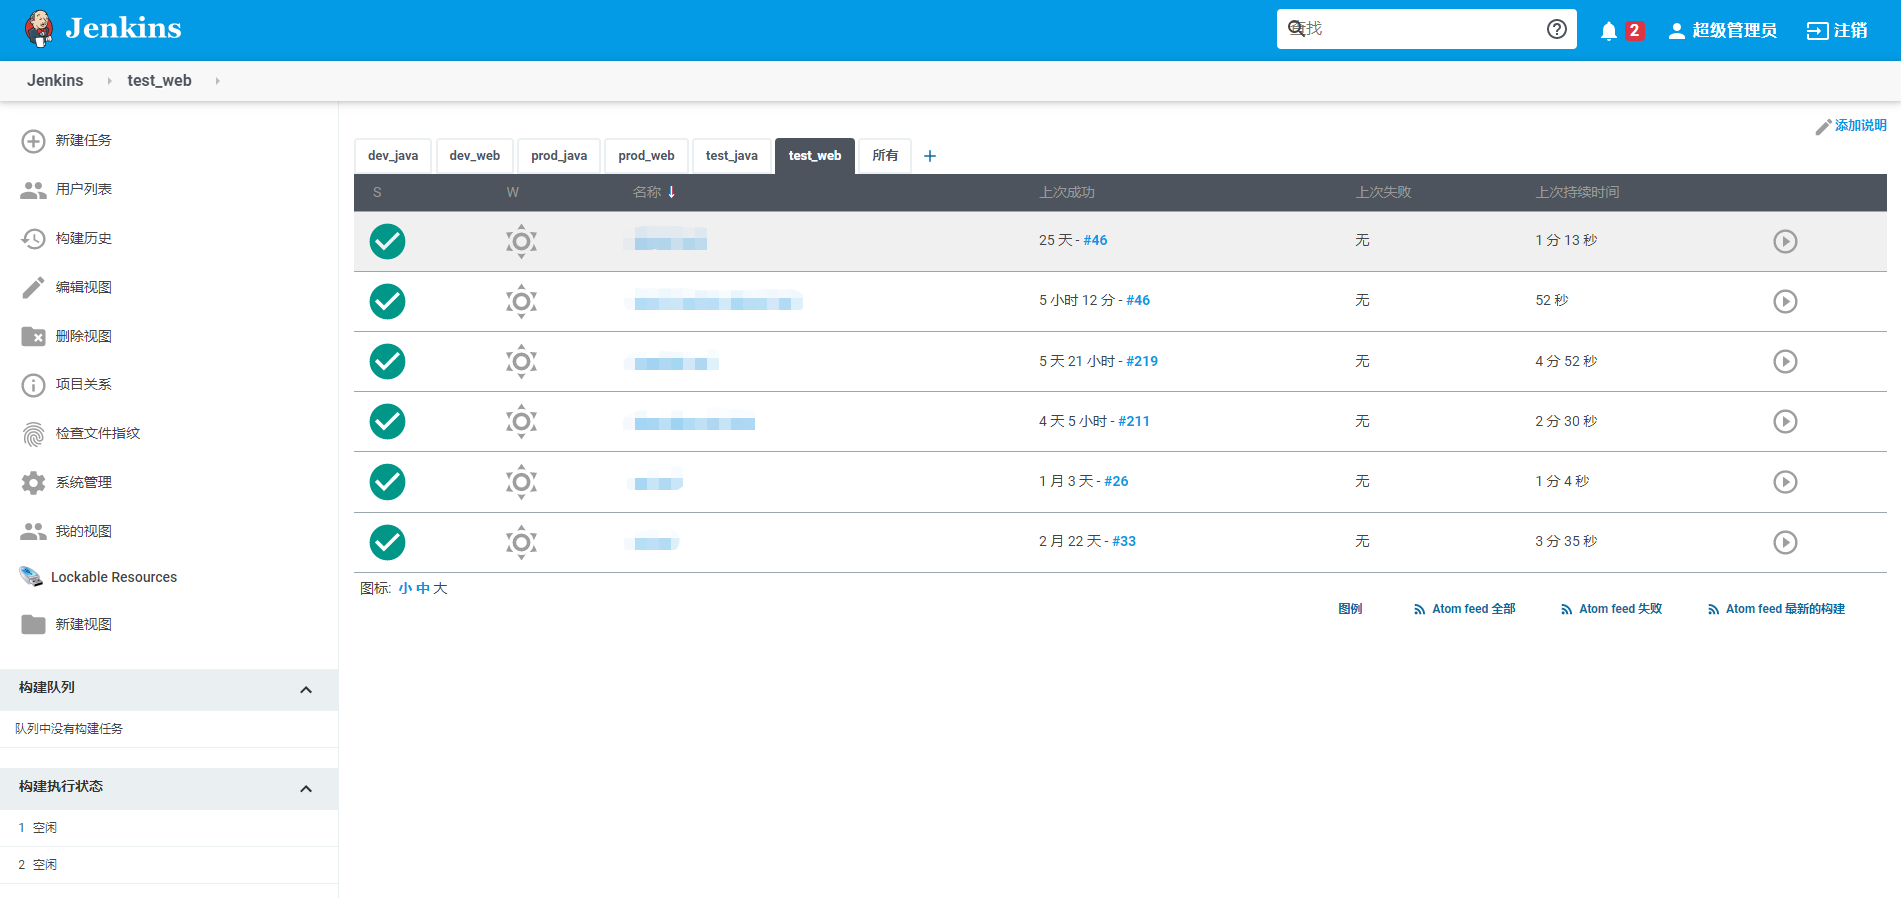 Jenkins
查找
2
超级管理员
注销
Jenkins
test_web
添加说明
新建任务
用户列表
构建历史
编辑视图
删除视图
项目关系
检查文件指纹
系统管理
我的视图
Lockable Resources
新建视图
构建队列
队列中没有构建任务
构建执行状态
1 空闲
2 空闲
dev_java dev_web prod_java prod_web test_java test_web 所有 +
S W 名称 ↓ 上次成功 上次失败 上次持续时间
25 天 - #46 无 1 分 13 秒
5 小时 12 分 - #46 无 52 秒
5 天 21 小时 - #219 无 4 分 52 秒
4 天 5 小时 - #211 无 2 分 30 秒
1 月 3 天 - #26 无 1 分 4 秒
2 月 22 天 - #33 无 3 分 35 秒
图标: 小 中 大
图例 Atom feed 全部 Atom feed 失败 Atom feed 最新的构建